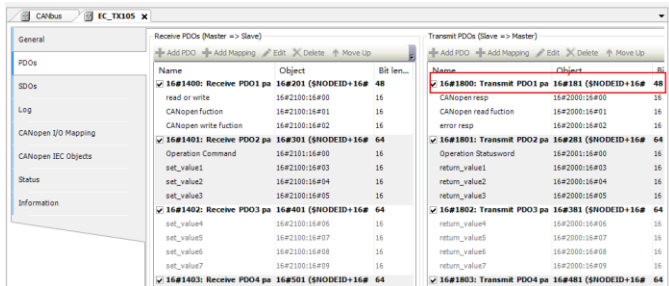 CANbus
EC_TX105 x
General
PDOs
SDOs
Log
CANopen I/O Mapping
CANopen IEC Objects
Status
Information
Receive PDOs (Master => Slave)
Add PDO Add Mapping Edit Delete Move Up
Name Object Bit len...
16#1400: Receive PDO1 pa 16#201 ($NODEID+16# 48
read or write 16#2100:16#00 16
CANopen fuction 16#2100:16#01 16
CANopen write fuction 16#2100:16#02 16
16#1401: Receive PDO2 pa 16#301 ($NODEID+16# 64
Operation Command 16#2101:16#00 16
set_value1 16#2100:16#03 16
set_value2 16#2100:16#04 16
set_value3 16#2100:16#05 16
16#1402: Receive PDO3 pa 16#401 ($NODEID+16# 64
set_value4 16#2100:16#06 16
set_value5 16#2100:16#07 16
set_value6 16#2100:16#08 16
set_value7 16#2100:16#09 16
16#1403: Receive PDO4 pa 16#501 ($NODEID+16# 64
Transmit PDOs (Slave => Master)
Add PDO Add Mapping Edit Delete Move Up
Name Object Bi
16#1800: Transmit PDO1 pa 16#181 ($NODEID+16# 48
CANopen resp 16#2000:16#00 16
CANopen read fuction 16#2000:16#01 16
error resp 16#2000:16#02 16
16#1801: Transmit PDO2 pa 16#281 ($NODEID+16# 64
Operation Statusword 16#2001:16#00 16
return_value1 16#2000:16#03 16
return_value2 16#2000:16#04 16
return_value3 16#2000:16#05 16
16#1802: Transmit PDO3 pa 16#381 ($NODEID+16# 64
return_value4 16#2000:16#06 16
return_value5 16#2000:16#07 16
return_value6 16#2000:16#08 16
return_value7 16#2000:16#09 16
16#1803: Transmit PDO4 pa 16#481 ($NODEID+16# 64